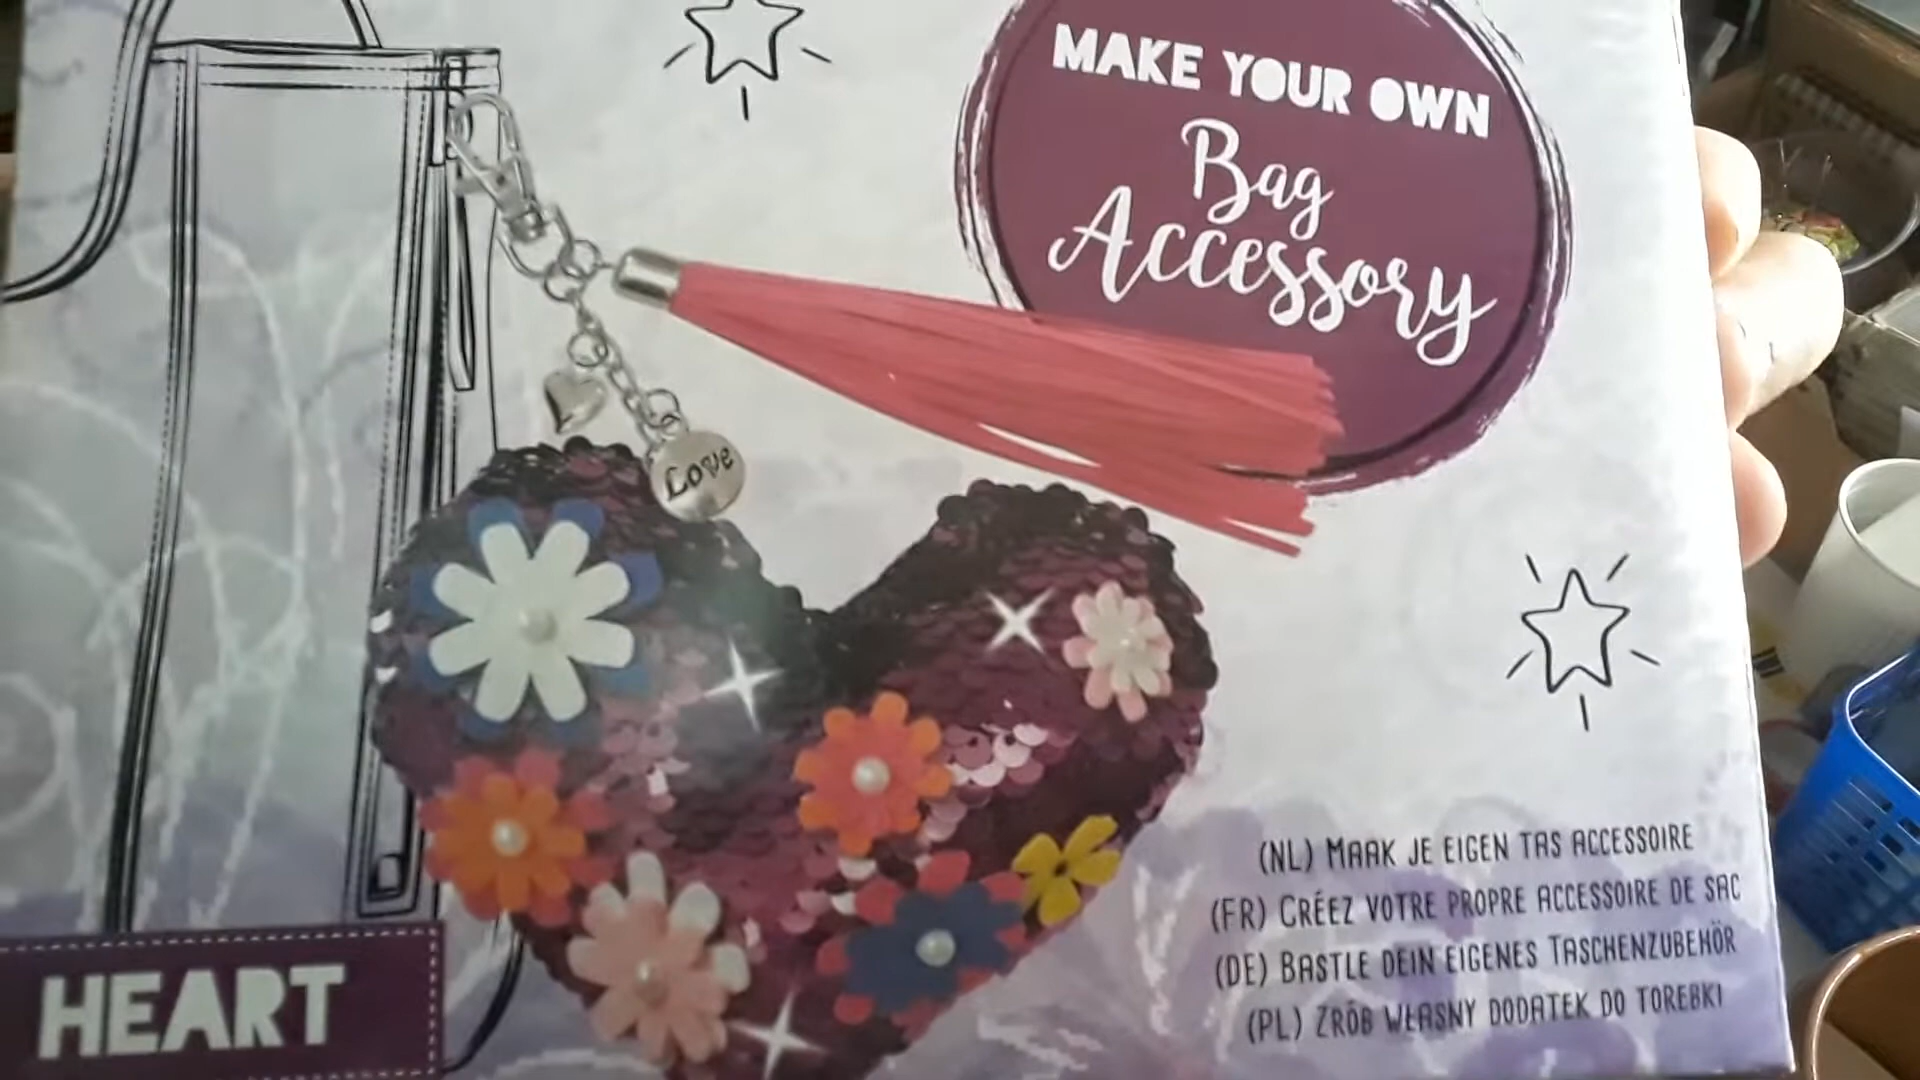 MAKE YOUR OWN
Bag
Accessory
Love
(NL) MAAK JE EIGEN TAS ACCESSOIRE
(FR) CRÉEZ VOTRE PROPRE ACCESSOIRE DE SAC
(DE) BASTLE DEIN EIGENES TASCHENZUBEHÖR
(PL) ZRÓB WŁASNY DODATEK DO TOREBKI
HEART